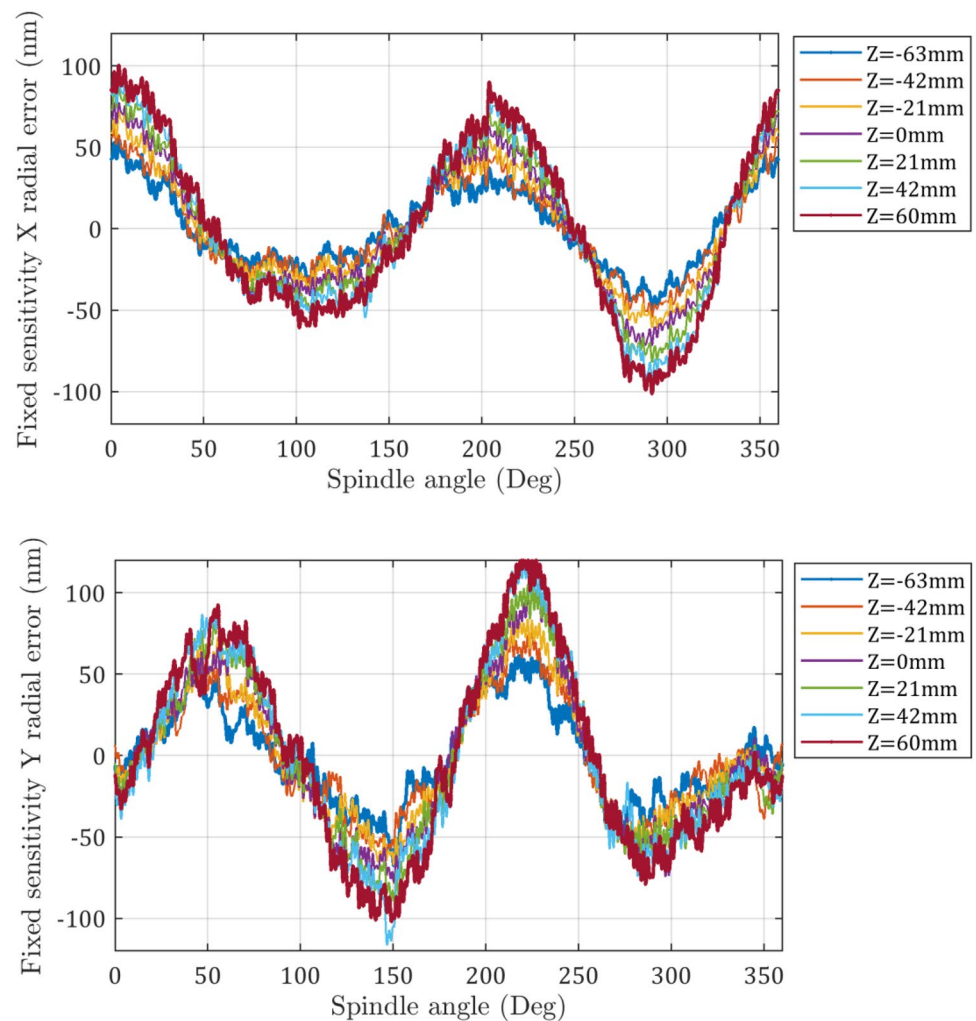 Fixed sensitivity X radial error (nm)
100
50
0
-50
-100
0 50 100 150 200 250 300 350
Spindle angle (Deg)
Z=-63mm
Z=-42mm
Z=-21mm
Z=0mm
Z=21mm
Z=42mm
Z=60mm
Fixed sensitivity Y radial error (nm)
100
50
0
-50
-100
0 50 100 150 200 250 300 350
Spindle angle (Deg)
Z=-63mm
Z=-42mm
Z=-21mm
Z=0mm
Z=21mm
Z=42mm
Z=60mm